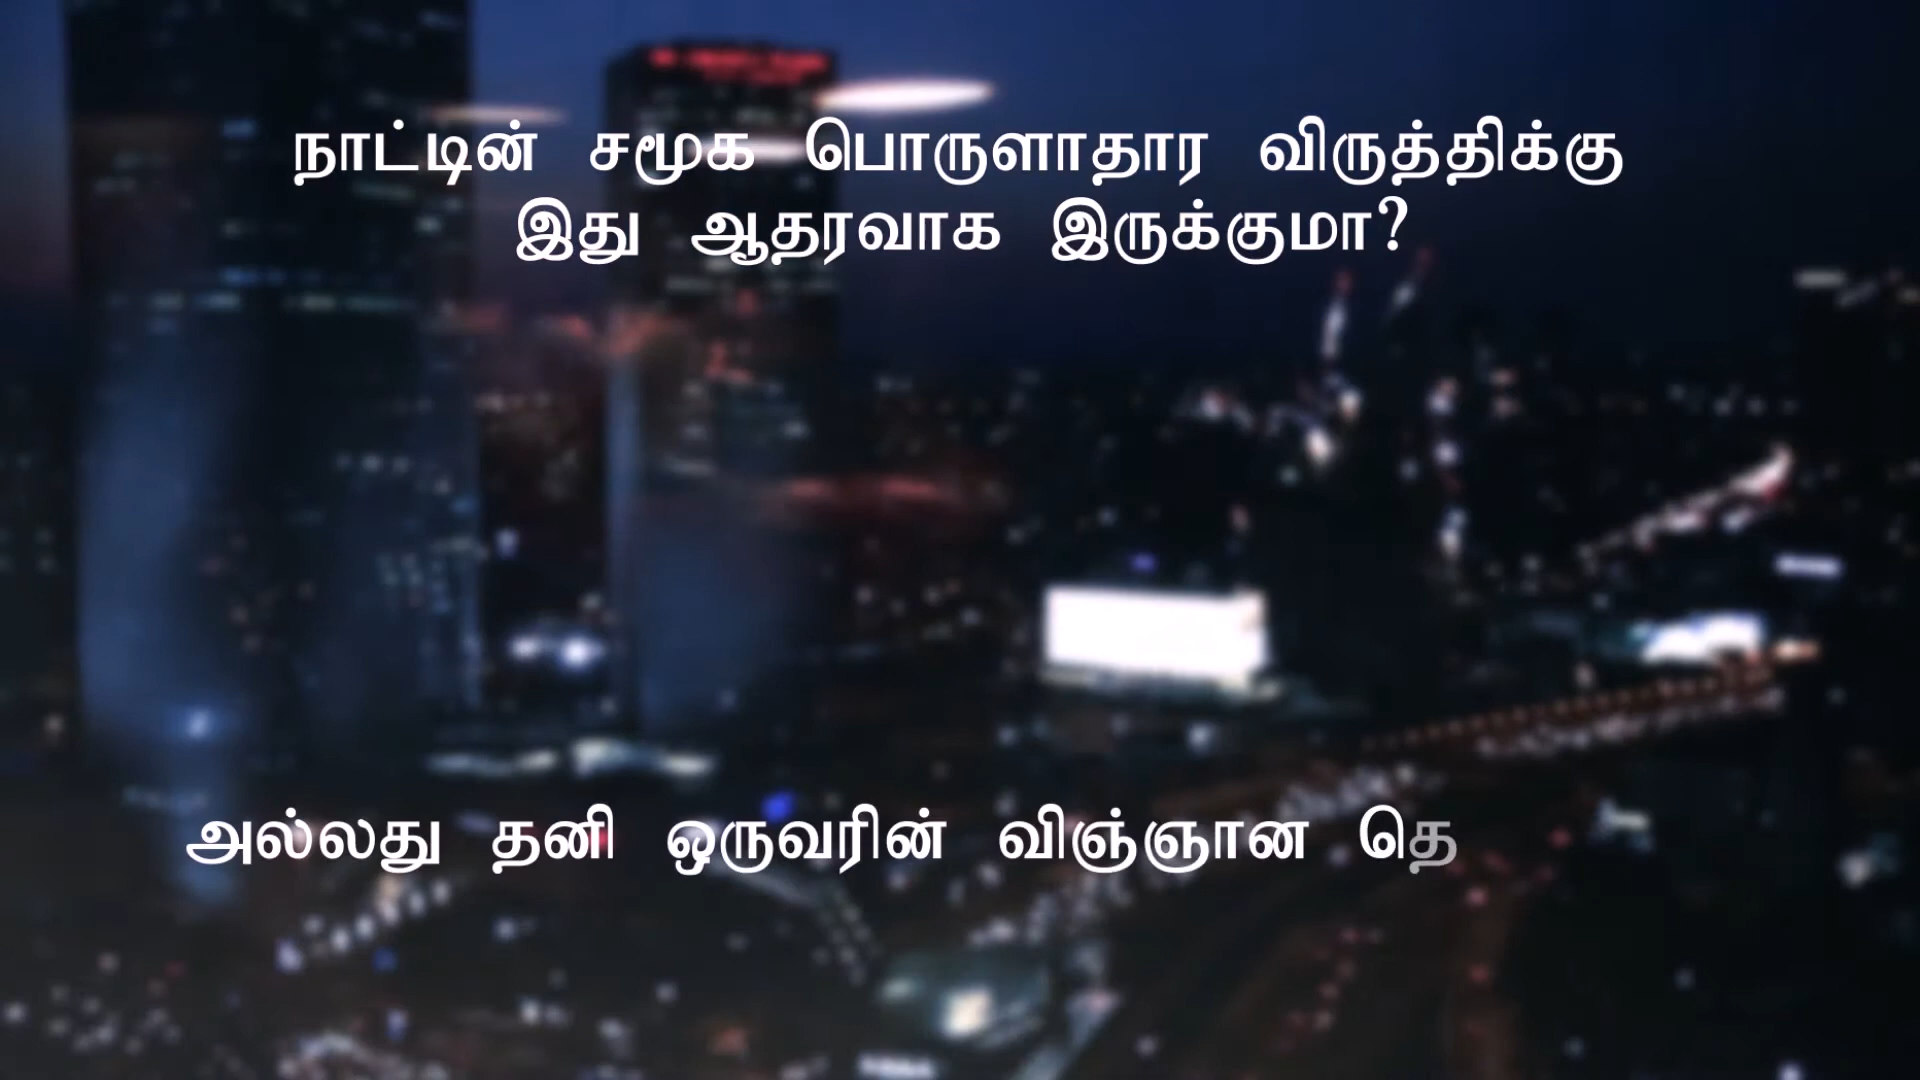 நாட்டின் சமூக பொருளாதார விருத்திக்கு
இது ஆதரவாக இருக்குமா?
அல்லது தனி ஒருவரின் விஞ்ஞான தெ